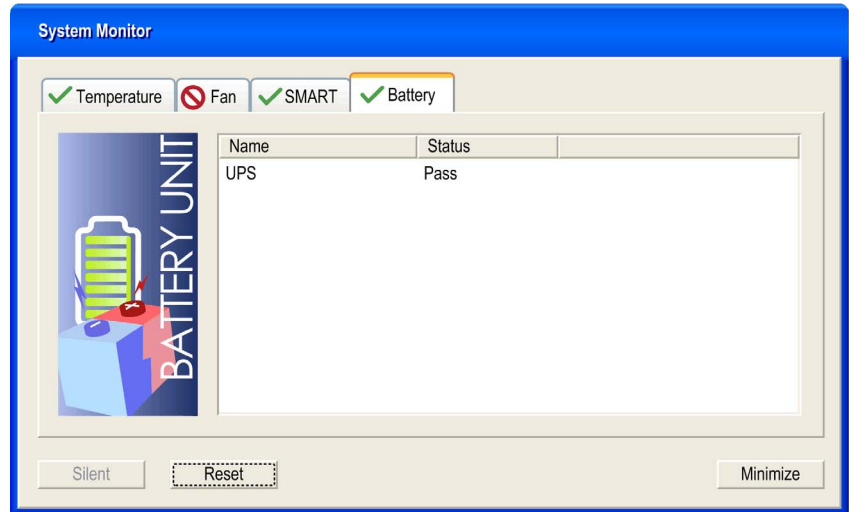 System Monitor
Temperature Fan SMART Battery
BATTERY UNIT
Name Status
UPS Pass
Silent Reset Minimize